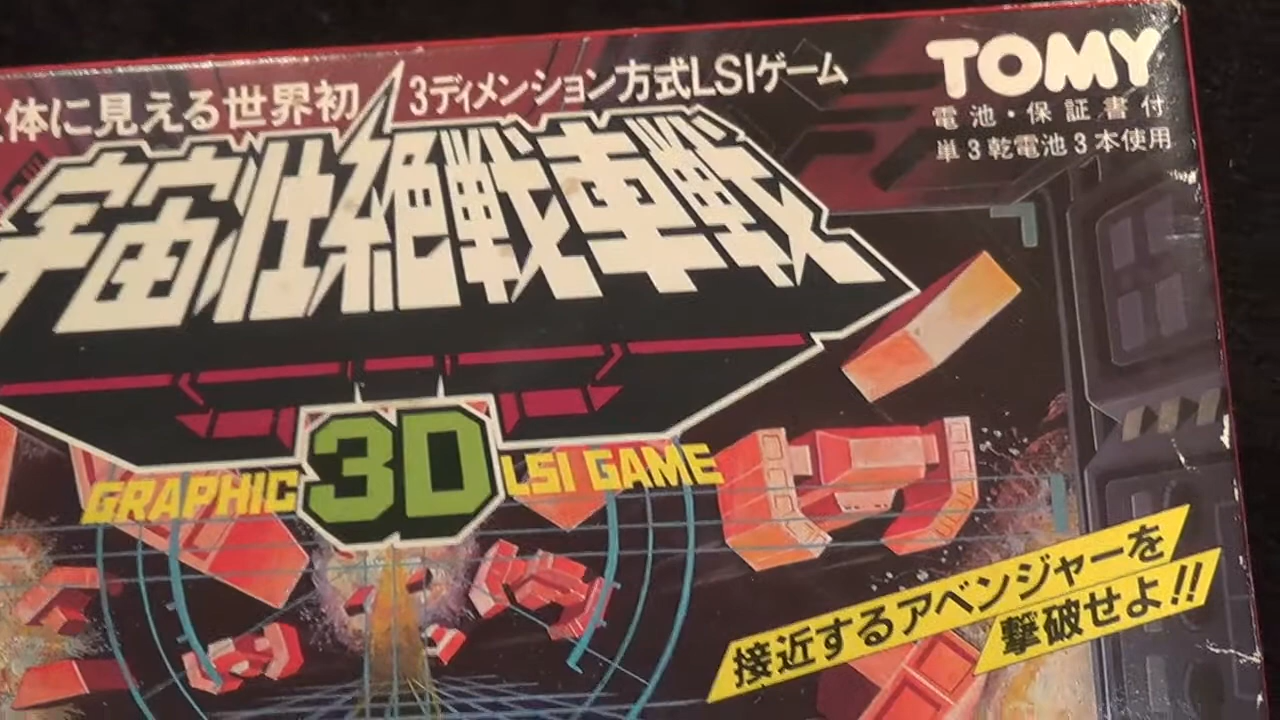 体に見える世界初
3ディメンション方式LSIゲーム
TOMY
電池・保証書付
単3乾電池3本使用
宇宙壮絶戦車戦
GRAPHIC 3D LSI GAME
接近するアベンジャーを
撃破せよ!!